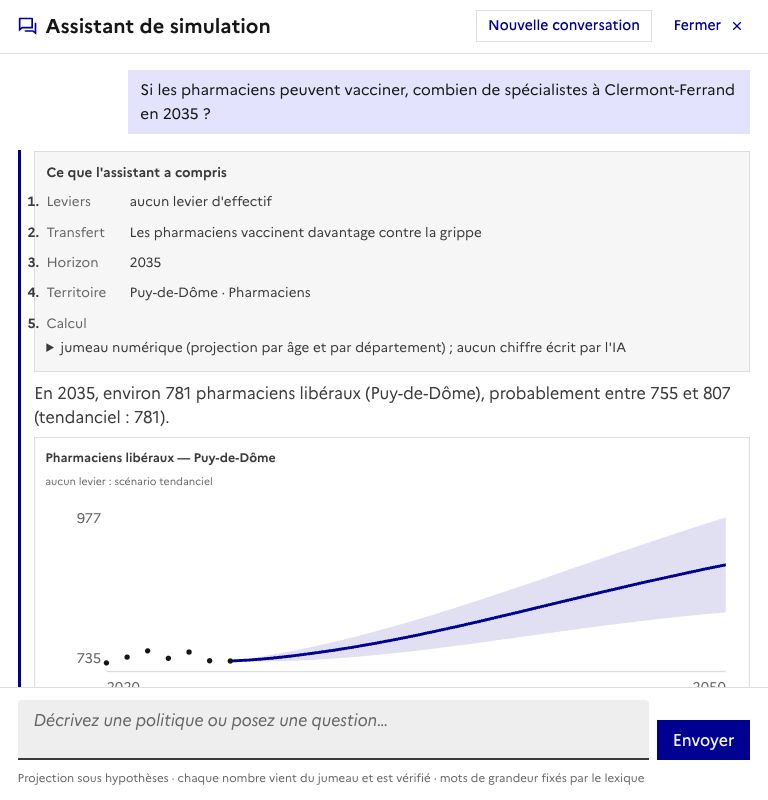 Assistant de simulation
Nouvelle conversation
Fermer ×
Si les pharmaciens peuvent vacciner, combien de spécialistes à Clermont-Ferrand
en 2035 ?
Ce que l'assistant a compris
1. Leviers aucun levier d'effectif
2. Transfert Les pharmaciens vaccinent davantage contre la grippe
3. Horizon 2035
4. Territoire Puy-de-Dôme · Pharmaciens
5. Calcul
▶ jumeau numérique (projection par âge et par département) ; aucun chiffre écrit par l'IA
En 2035, environ 781 pharmaciens libéraux (Puy-de-Dôme), probablement entre 755 et 807
(tendanciel : 781).
Pharmaciens libéraux — Puy-de-Dôme
aucun levier : scénario tendanciel
977
735
2020 2050
Décrivez une politique ou posez une question…
Envoyer
Projection sous hypothèses · chaque nombre vient du jumeau et est vérifié · mots de grandeur fixés par le lexique